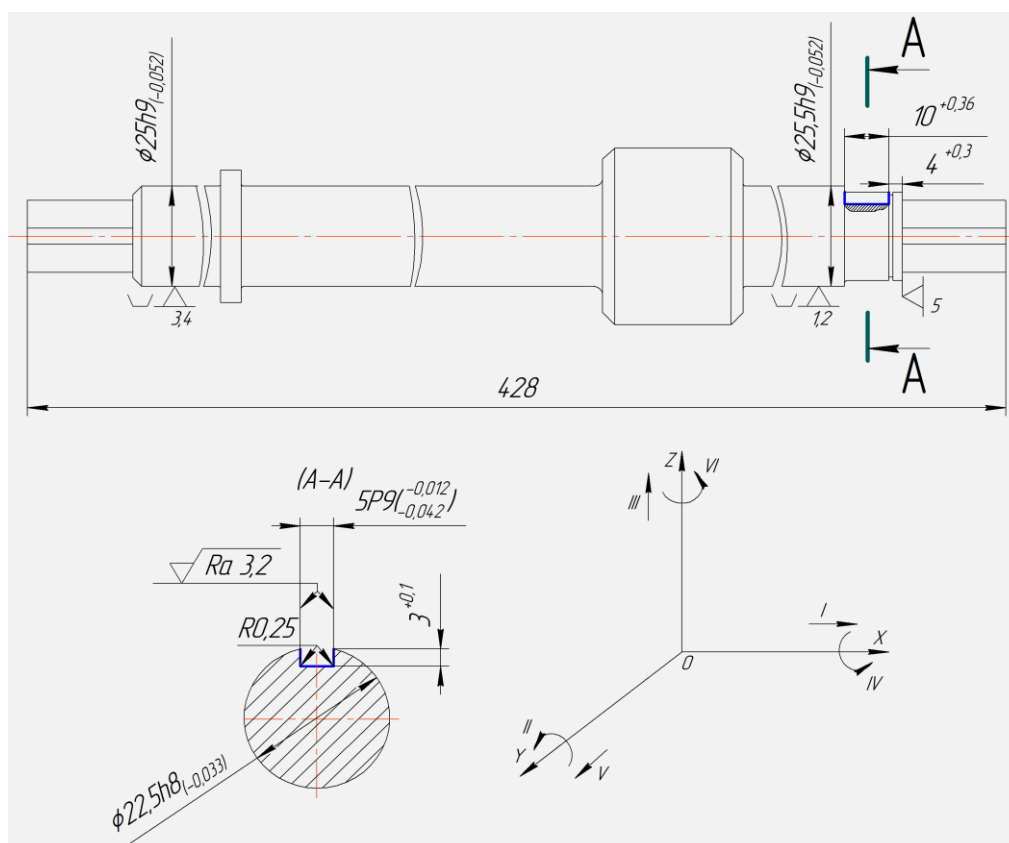 A
ϕ25h9(-0,052)
ϕ25,5h9(-0,052)
10 +0,36
4 +0,3
3,4
1,2
5
A
428
(A-A)
5P9(-0,012 -0,042)
Ra 3,2
R0,25
3 +0,1
ϕ22,5h8(-0,033)
Z
VI
III
I
X
O
IV
II
Y
V